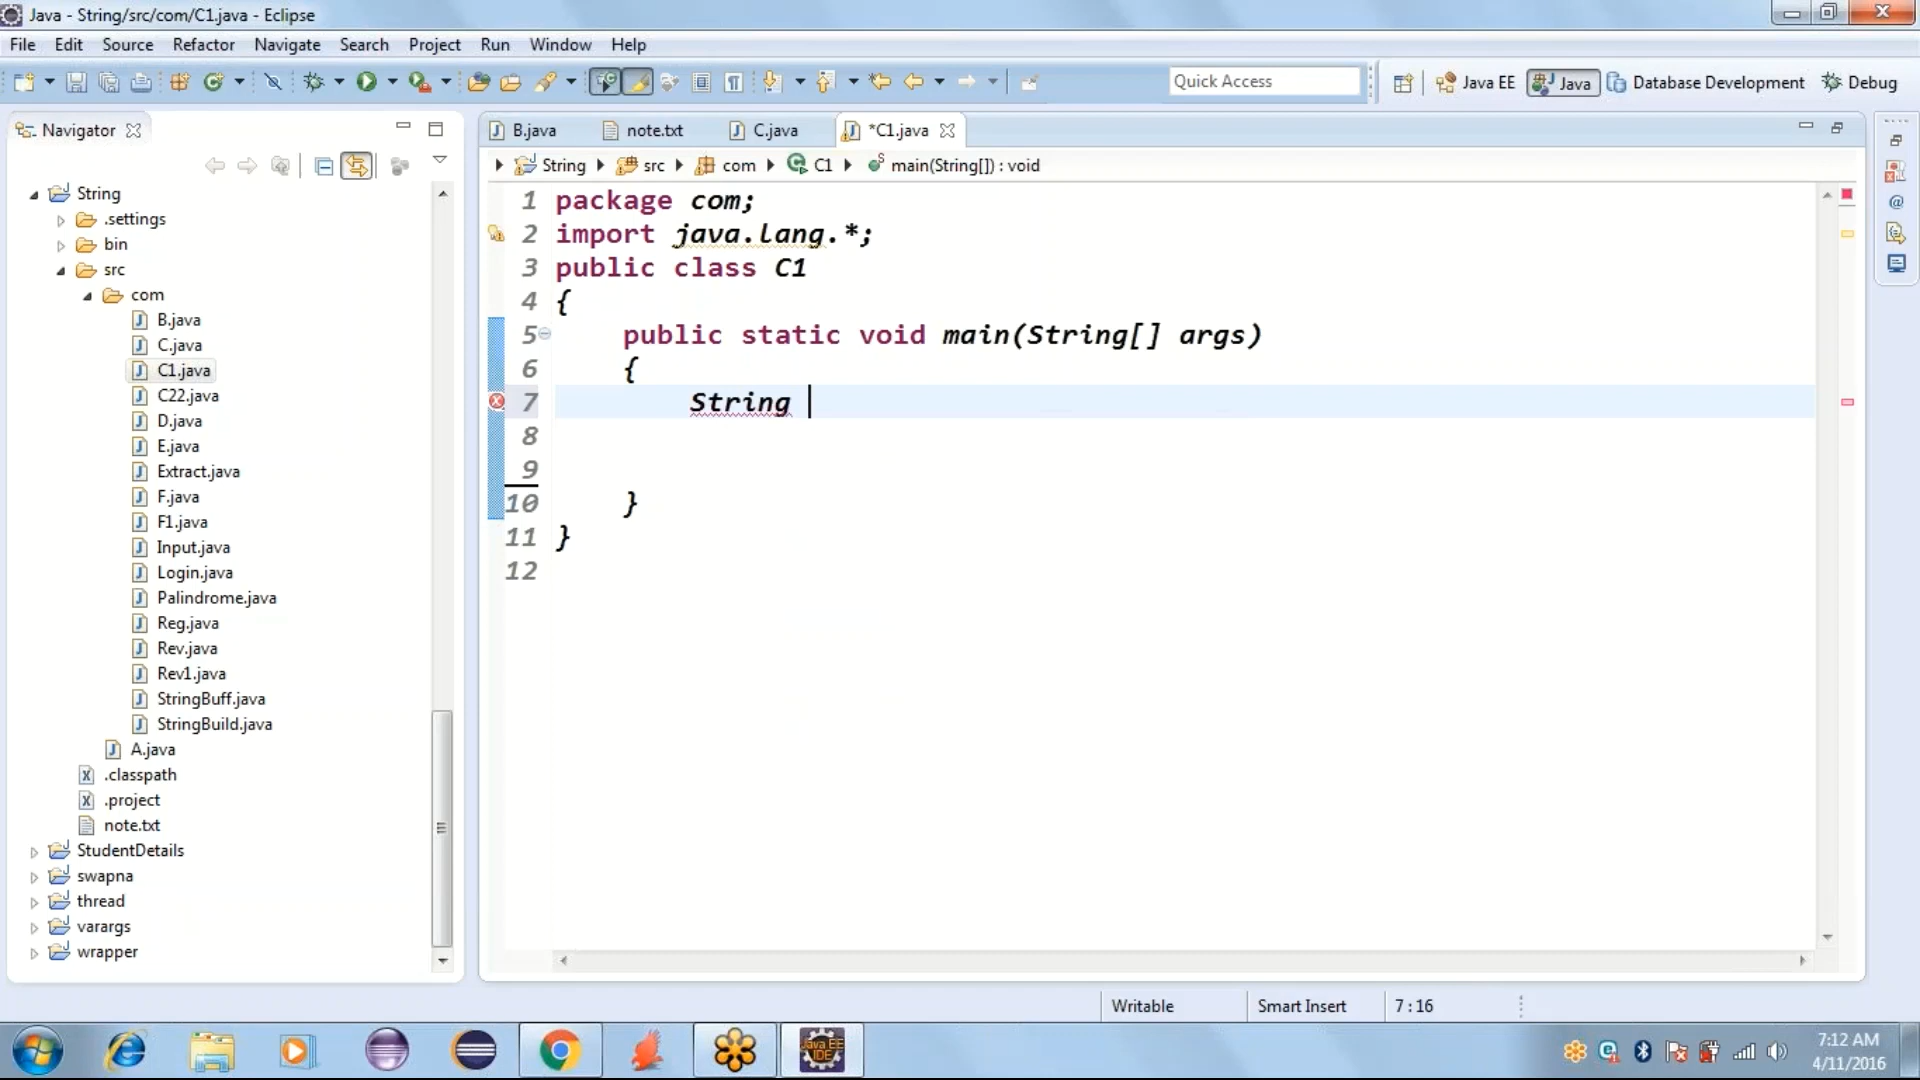 Java - String/src/com/C1.java - Eclipse
File Edit Source Refactor Navigate Search Project Run Window Help
Quick Access
Java EE
Java
Database Development
Debug
Navigator
B.java
note.txt
C.java
*C1.java
String
src
com
C1
main(String[]) : void
String
.settings
bin
src
com
B.java
C.java
C1.java
C22.java
D.java
E.java
Extract.java
F.java
F1.java
Input.java
Login.java
Palindrome.java
Reg.java
Rev.java
Rev1.java
StringBuff.java
StringBuild.java
A.java
.classpath
.project
note.txt
StudentDetails
swapna
thread
varargs
wrapper
1 package com;
2 import java.lang.*;
3 public class C1
4 {
5 public static void main(String[] args)
6 {
7 String
8
9
10 }
11 }
12
Writable
Smart Insert
7 : 16
Java EE
IDE
7:12 AM
4/11/2016